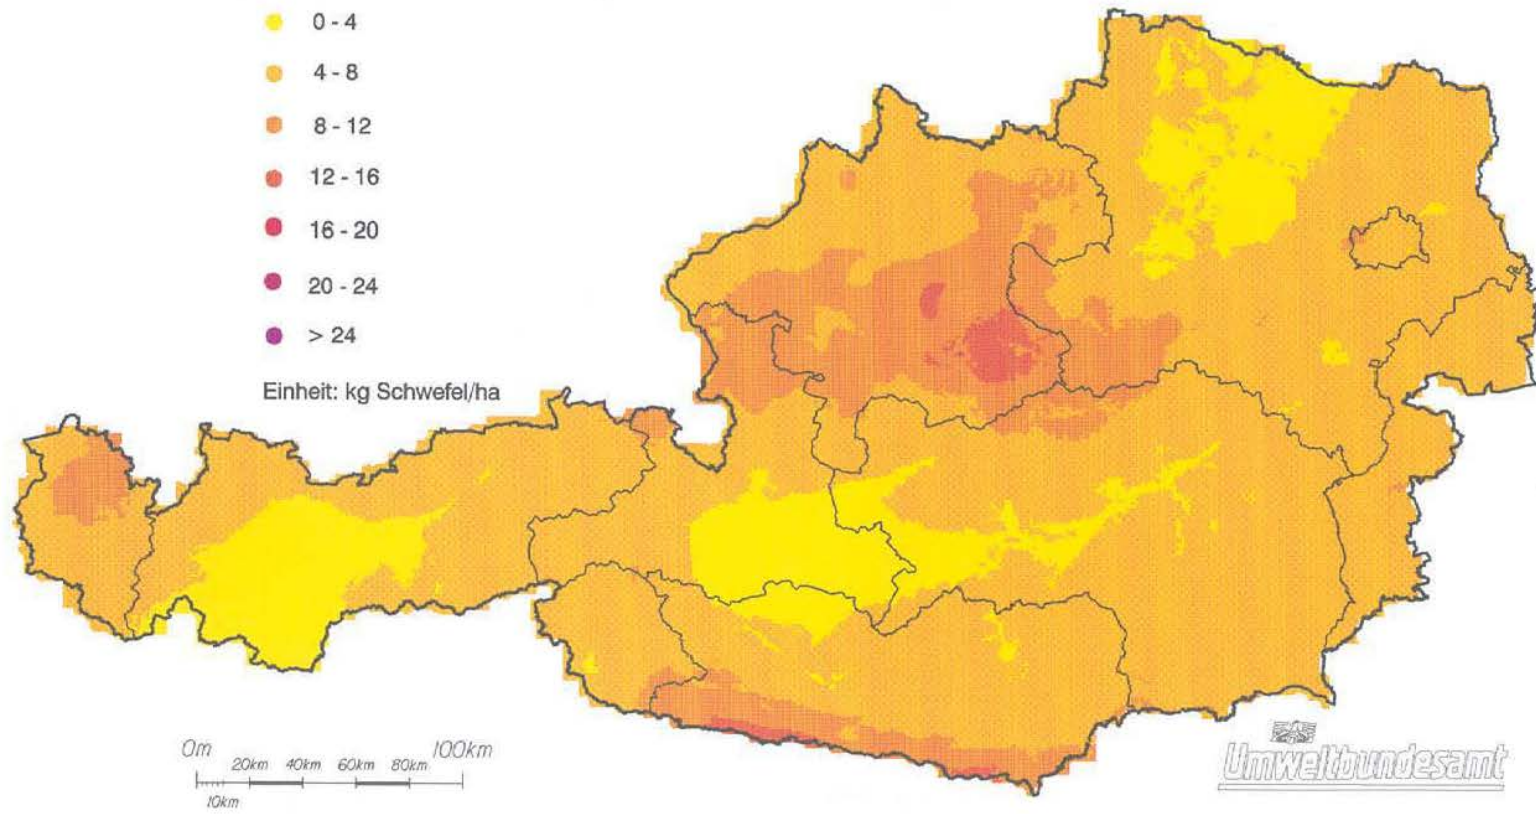 0 - 4
4 - 8
8 - 12
12 - 16
16 - 20
20 - 24
> 24
Einheit: kg Schwefel/ha
0m 20km 40km 60km 80km 100km
10km
Umweltbundesamt